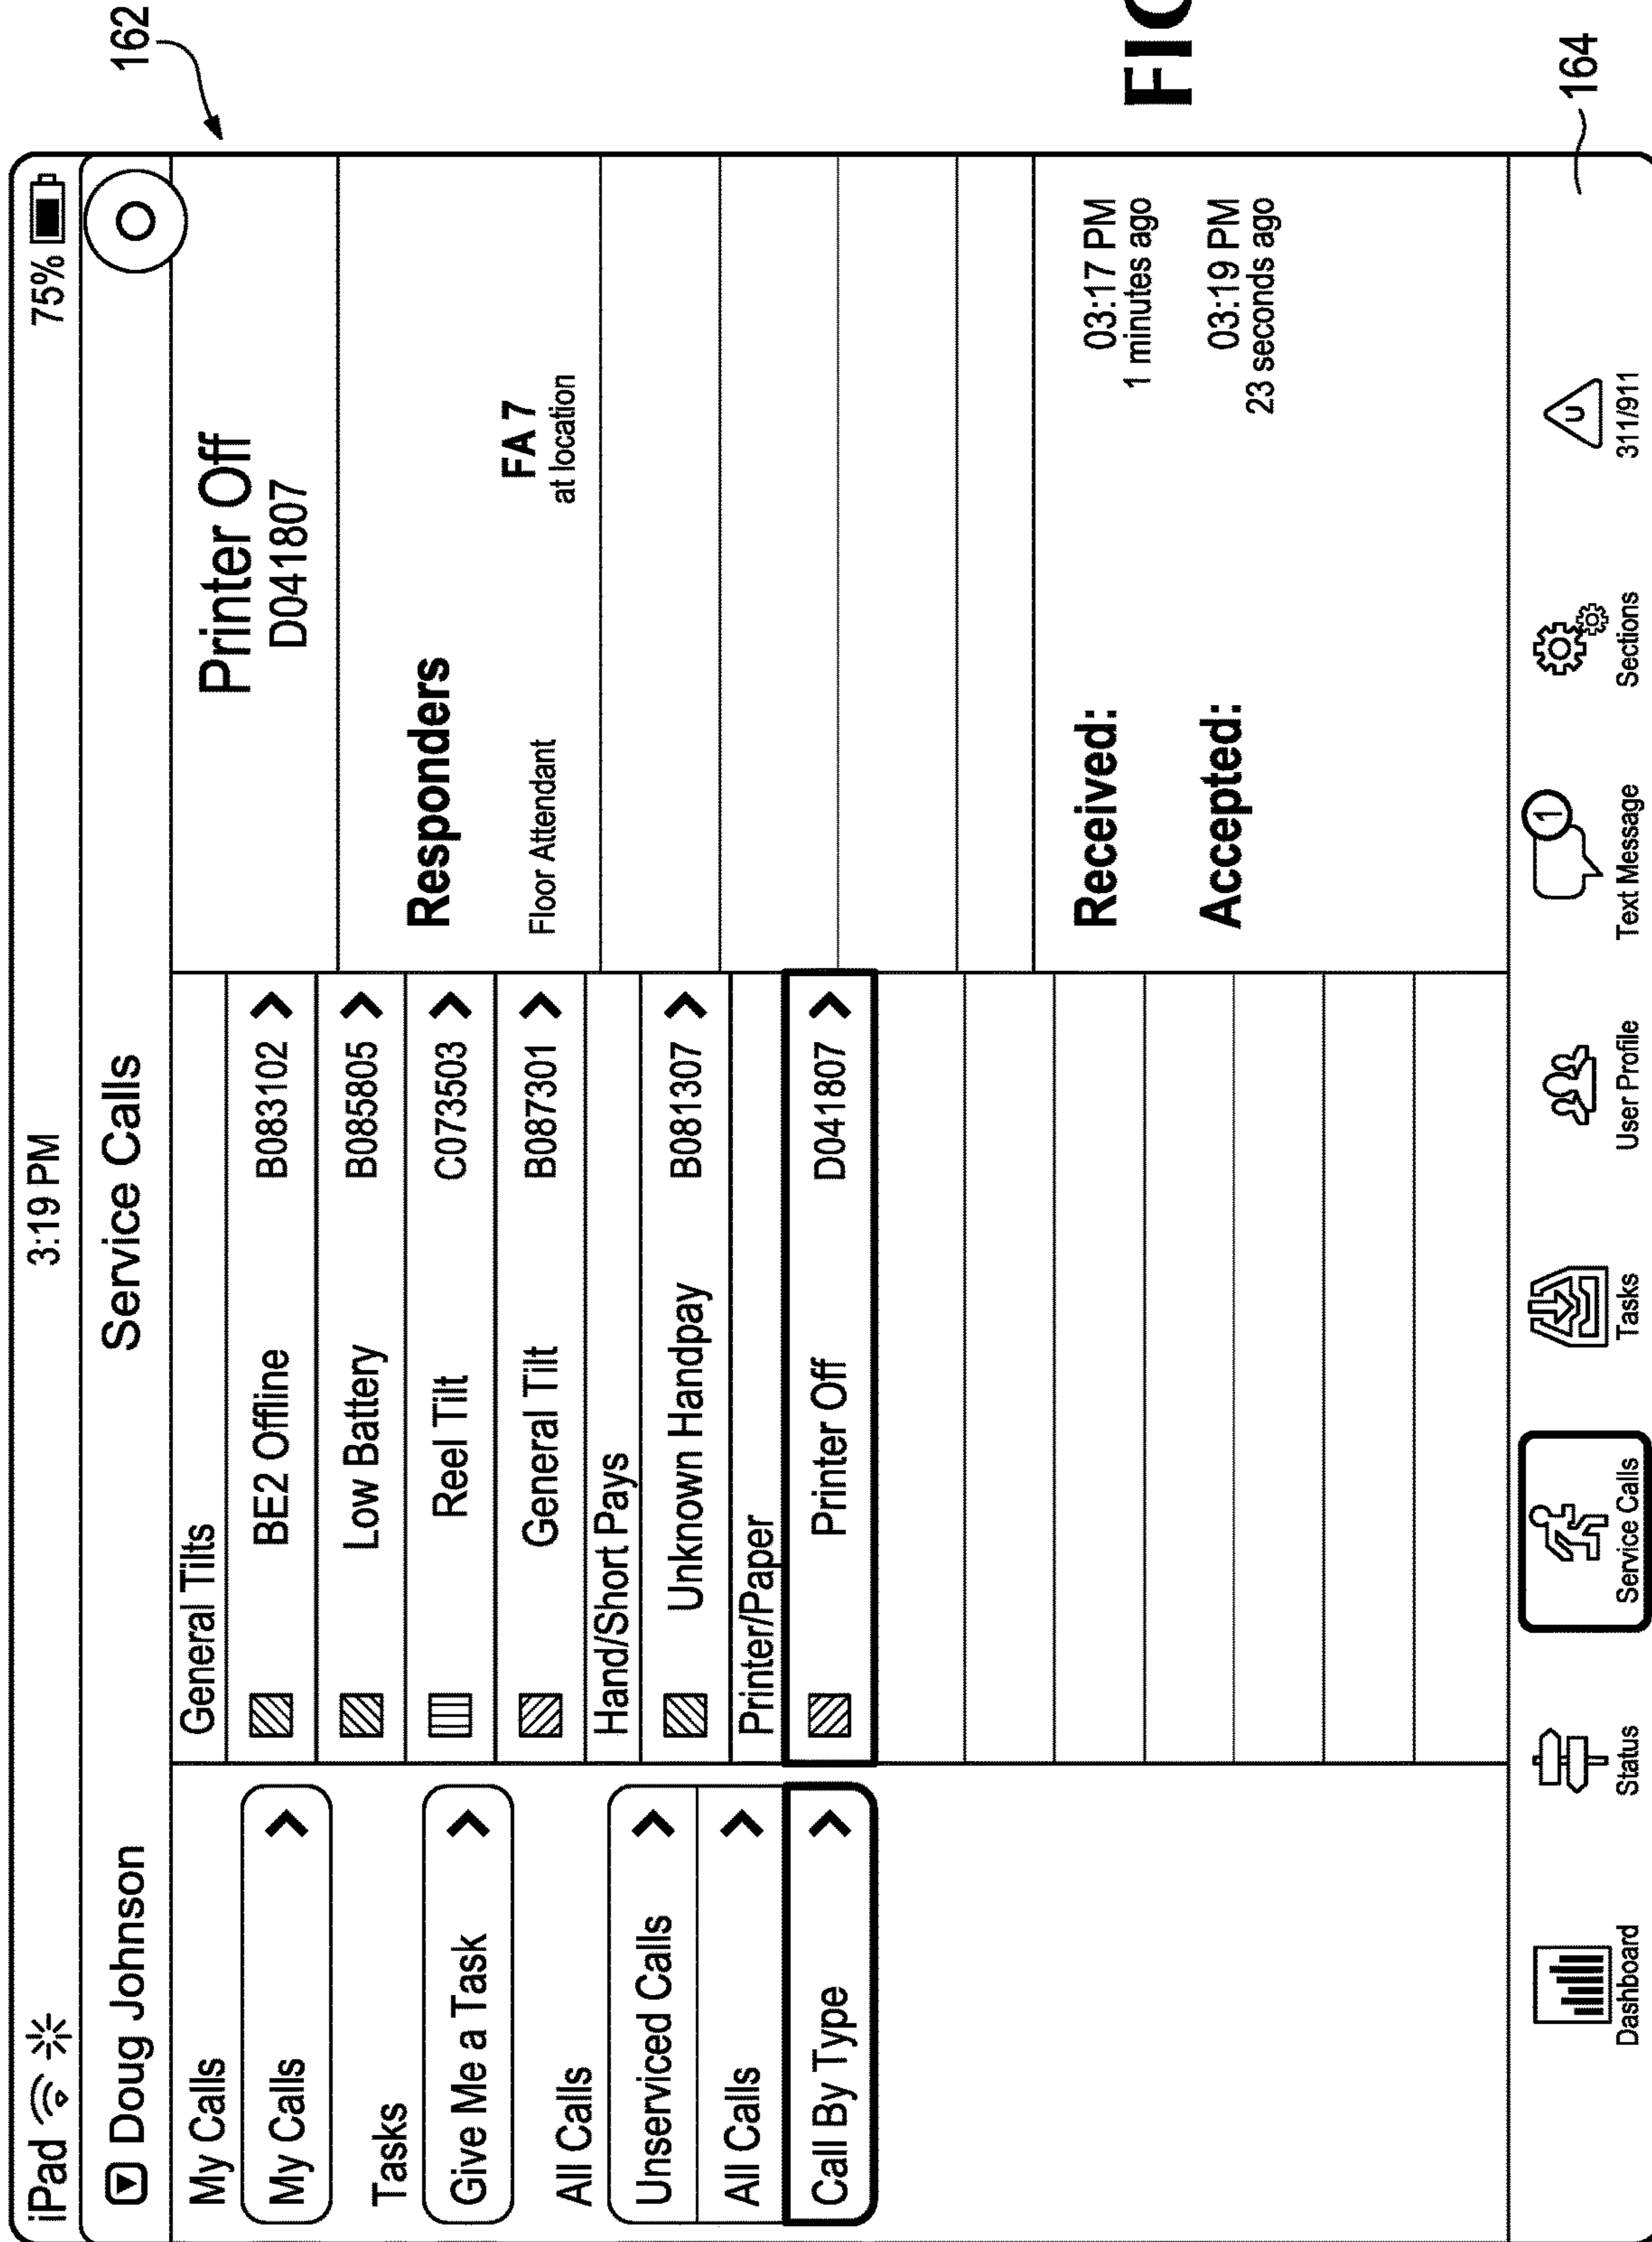 iPad 3:19 PM 75%
Doug Johnson Service Calls
162
My Calls
My Calls
Tasks
Give Me a Task
All Calls
Unserviced Calls
All Calls
Call By Type
General Tilts
BE2 Offline B083102
Low Battery B085805
Reel Tilt C073503
General Tilt B087301
Hand/Short Pays
Unknown Handpay B081307
Printer/Paper
Printer Off D041807
Printer Off
D041807
Responders
Floor Attendant FA 7
at location
Received: 03:17 PM
1 minutes ago
Accepted: 03:19 PM
23 seconds ago
Dashboard
Status
Service Calls
Tasks
User Profile
1
Text Message
Sections
U
311/911
164